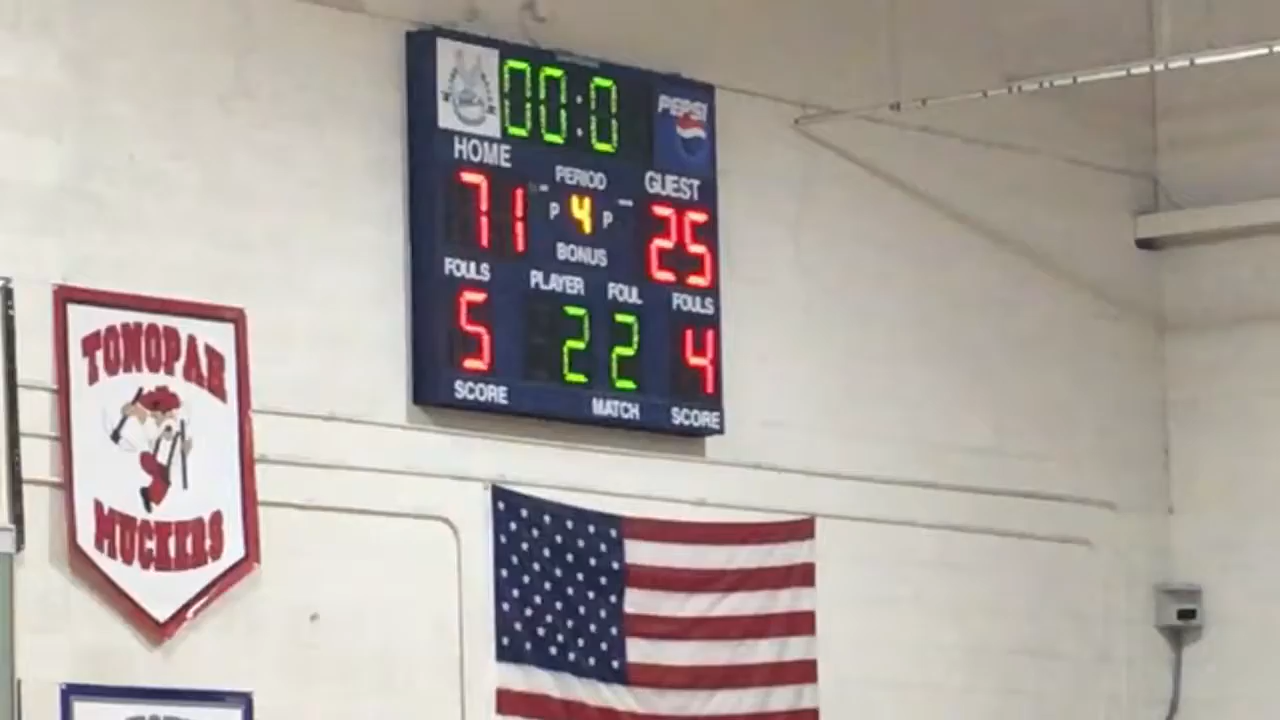 00:0
PEPSI
HOME
PERIOD
GUEST
71
P 4 P
25
BONUS
FOULS
PLAYER
FOUL
FOULS
5
2
2
4
SCORE
MATCH
SCORE
TONOPAH
MUCKERS